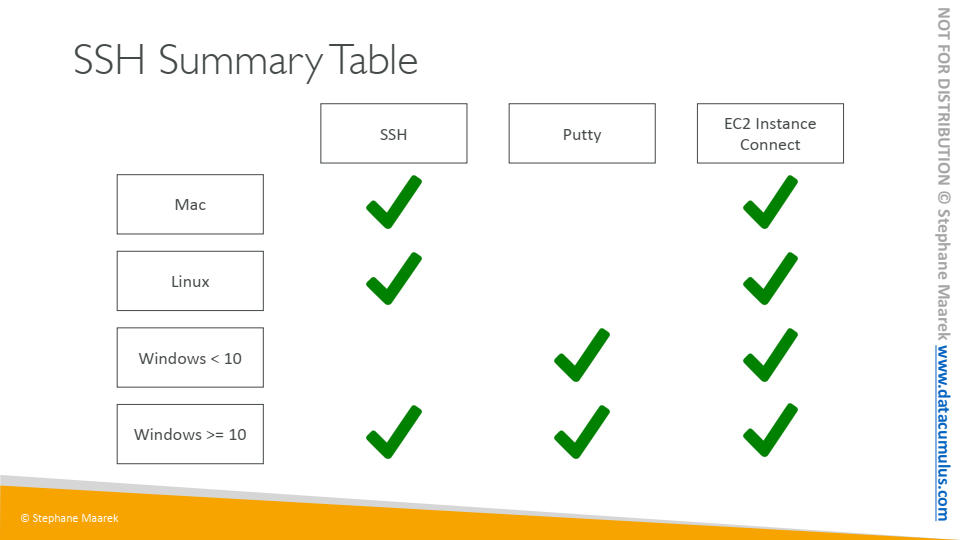 SSH Summary Table
SSH
Putty
EC2 Instance
Connect
Mac
Linux
Windows < 10
Windows >= 10
© Stephane Maarek
NOT FOR DISTRIBUTION © Stephane Maarek www.datacumulus.com